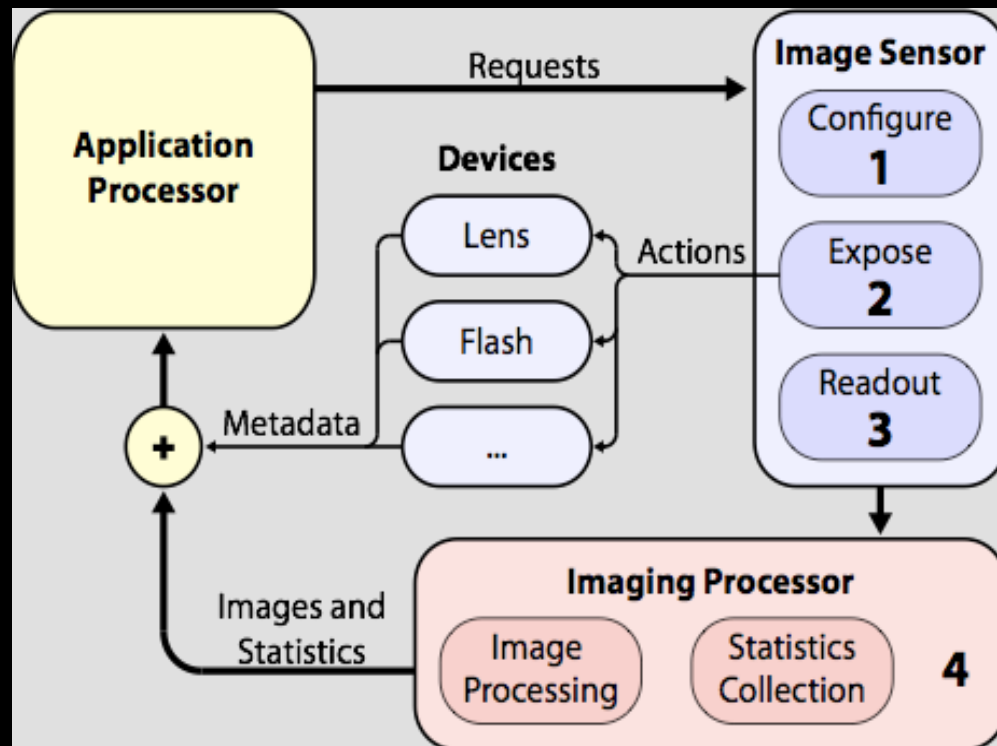 Application
Processor
Requests
Image Sensor
Configure
1
Expose
2
Readout
3
Devices
Lens
Flash
...
Actions
Metadata
+
Images and
Statistics
Imaging Processor
Image
Processing
Statistics
Collection
4